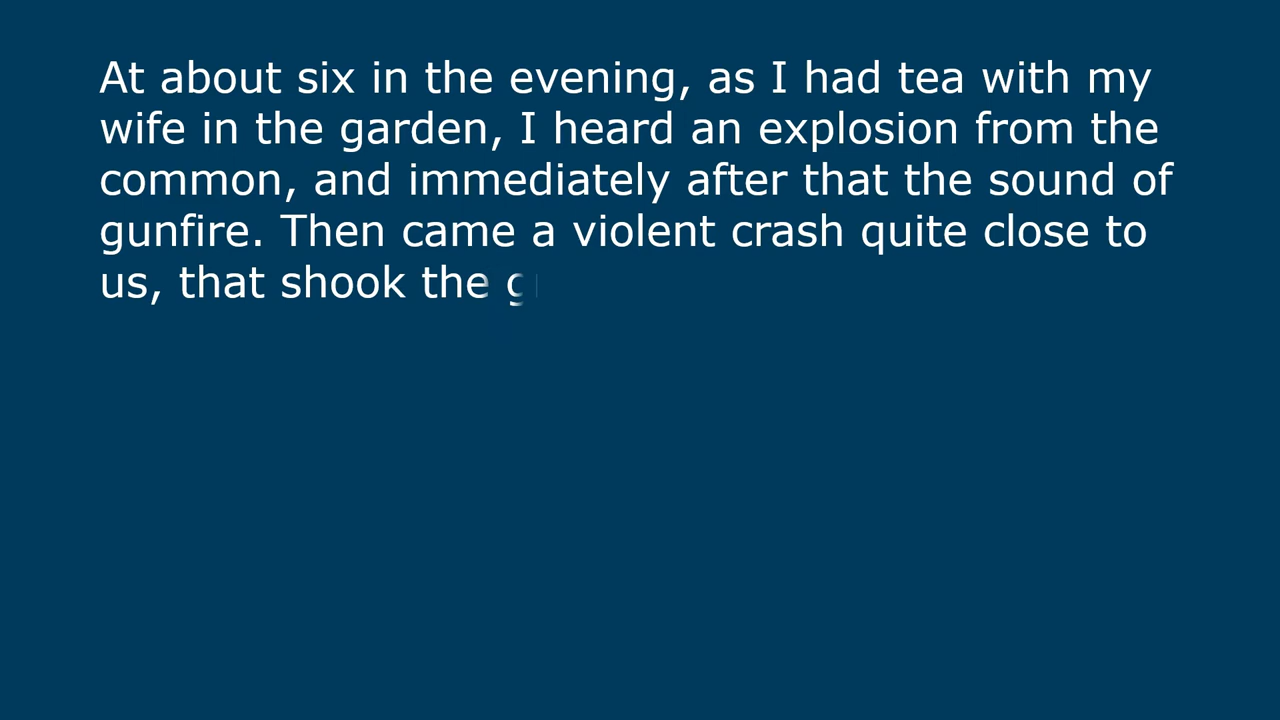 At about six in the evening, as I had tea with my
wife in the garden, I heard an explosion from the
common, and immediately after that the sound of
gunfire. Then came a violent crash quite close to
us, that shook the